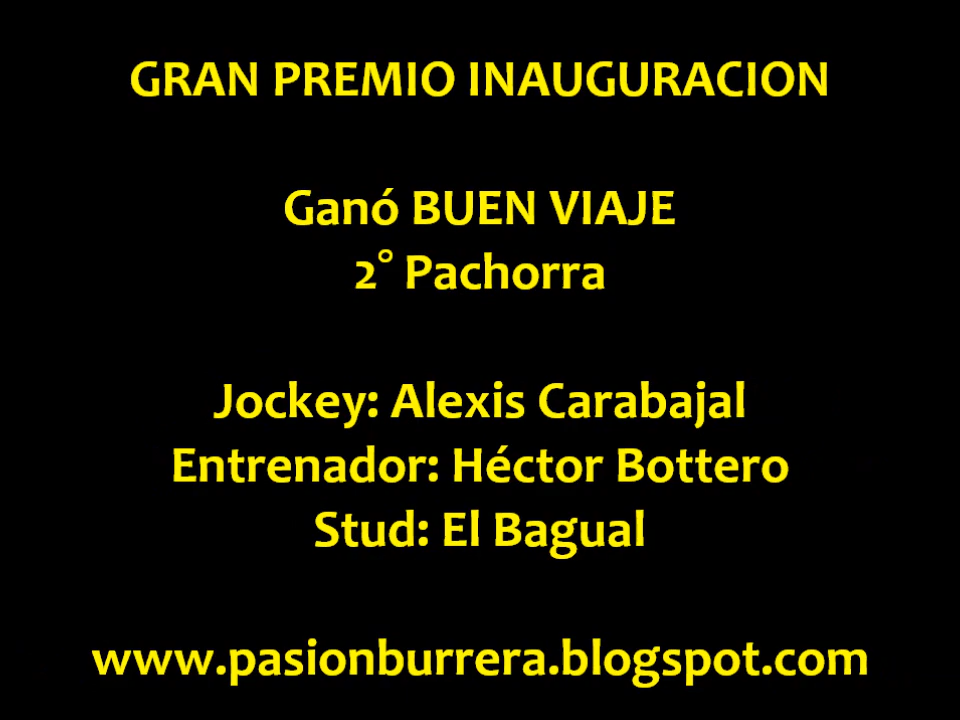 GRAN PREMIO INAUGURACION
Ganó BUEN VIAJE
2° Pachorra
Jockey: Alexis Carabajal
Entrenador: Héctor Bottero
Stud: El Bagual
www.pasionburrera.blogspot.com